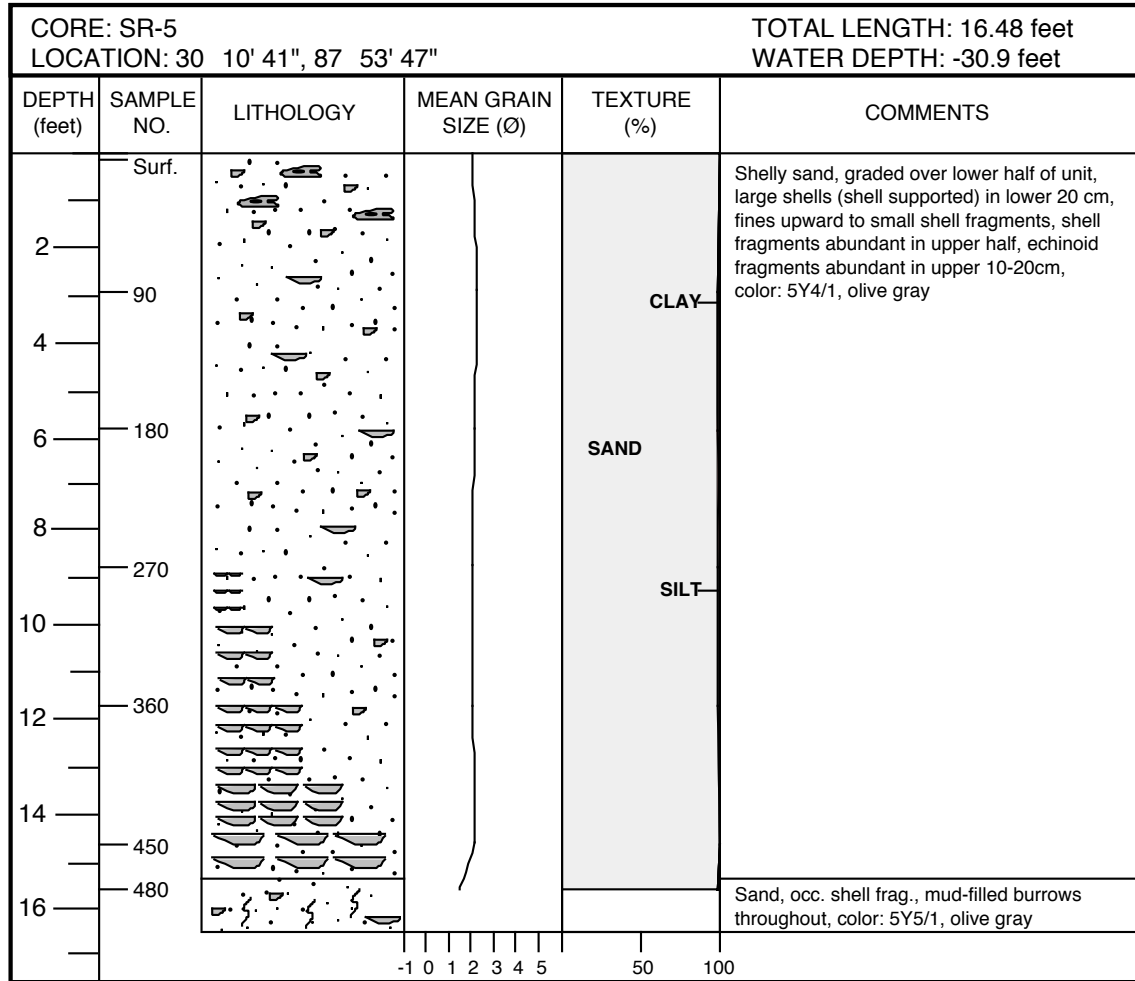 CORE: SR-5
TOTAL LENGTH: 16.48 feet
LOCATION: 30 10' 41", 87 53' 47"
WATER DEPTH: -30.9 feet
DEPTH
(feet)
SAMPLE
NO.
LITHOLOGY
MEAN GRAIN
SIZE (Ø)
TEXTURE
(%)
COMMENTS
Surf.
Shelly sand, graded over lower half of unit,
large shells (shell supported) in lower 20 cm,
fines upward to small shell fragments, shell
fragments abundant in upper half, echinoid
fragments abundant in upper 10-20cm,
color: 5Y4/1, olive gray
2
90
CLAY
4
180
6
SAND
8
270
SILT
10
360
12
14
450
480
16
Sand, occ. shell frag., mud-filled burrows
throughout, color: 5Y5/1, olive gray
-1 0 1 2 3 4 5
50 100